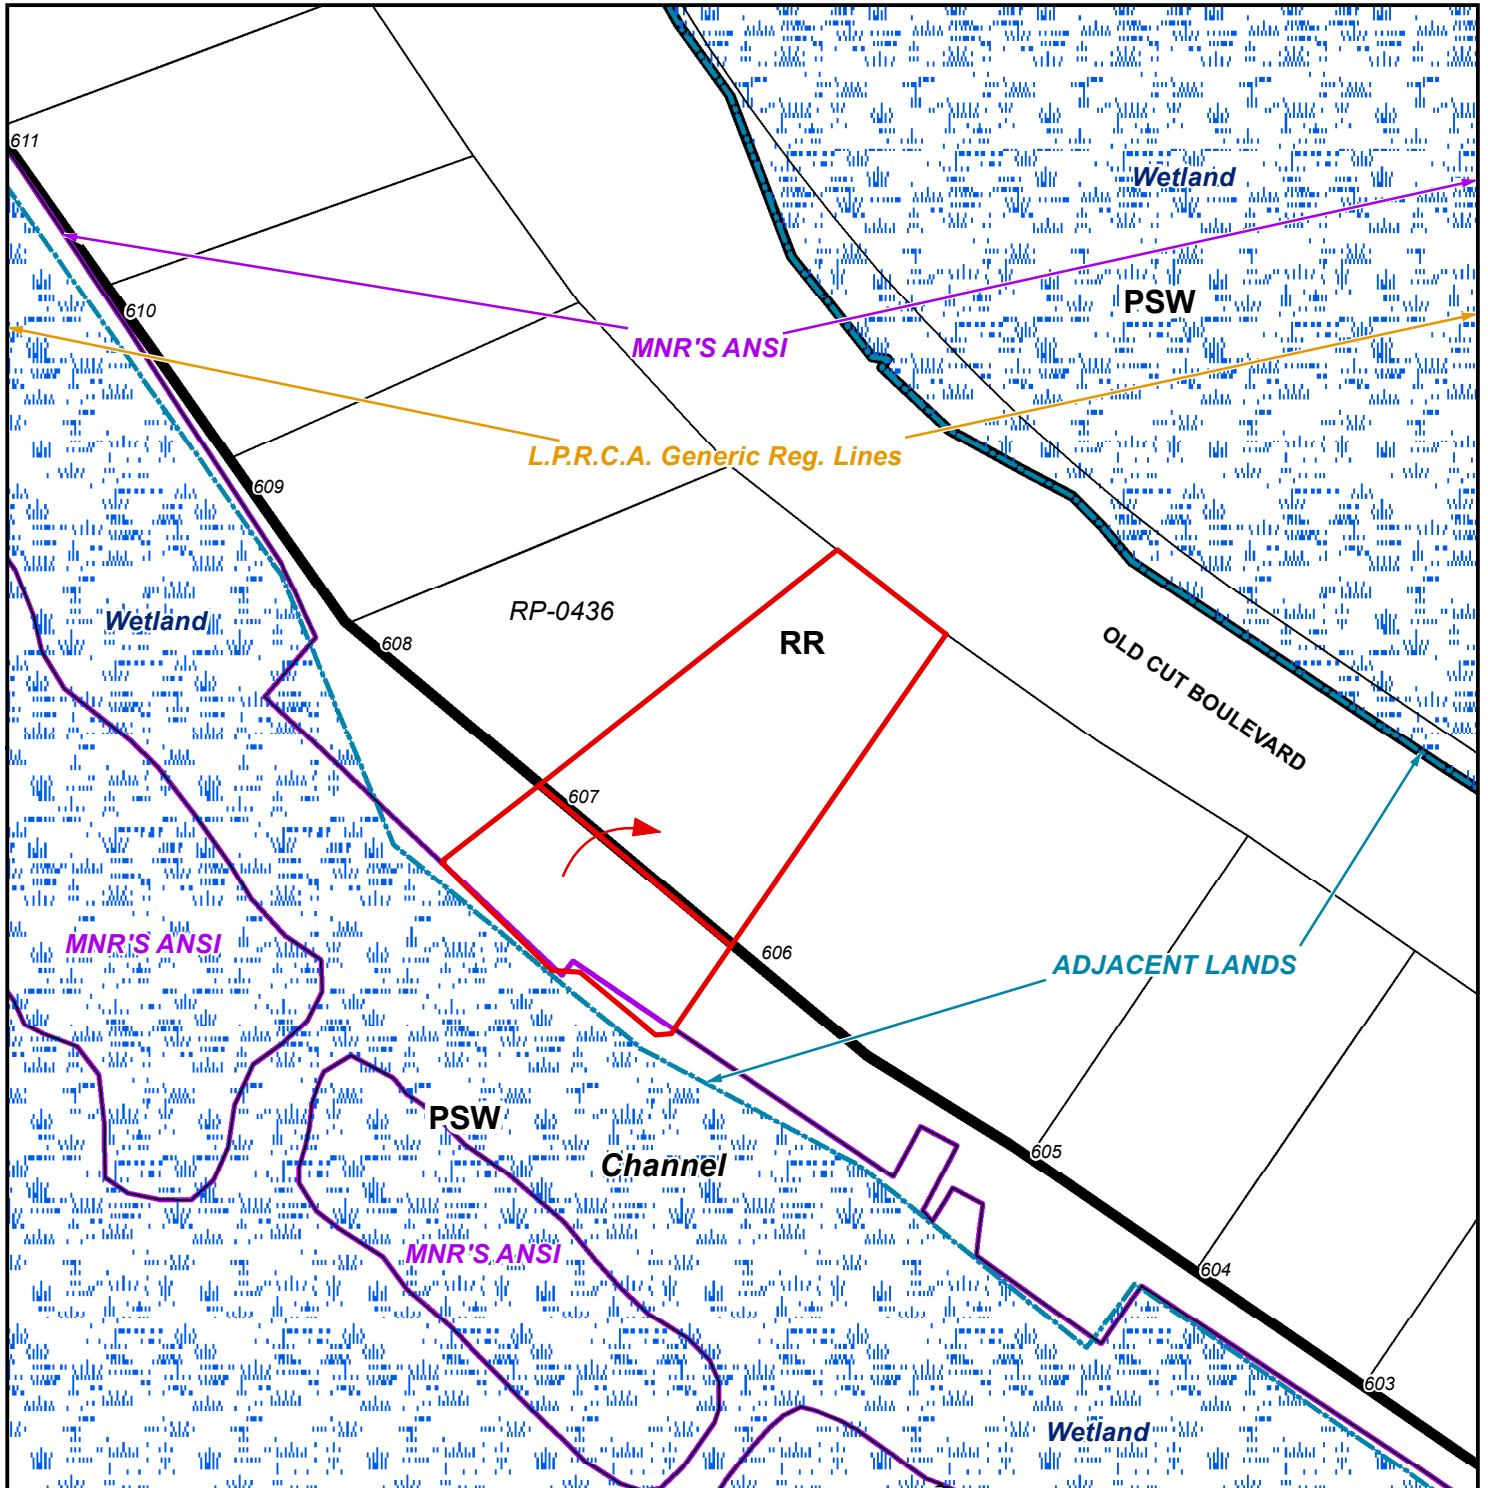 611
Wetland
PSW
610
MNR'S ANSI
L.P.R.C.A. Generic Reg. Lines
609
RP-0436
Wetland
608
RR
OLD CUT BOULEVARD
607
MNR'S ANSI
606
ADJACENT LANDS
PSW
Channel
605
MNR'S ANSI
604
603
Wetland